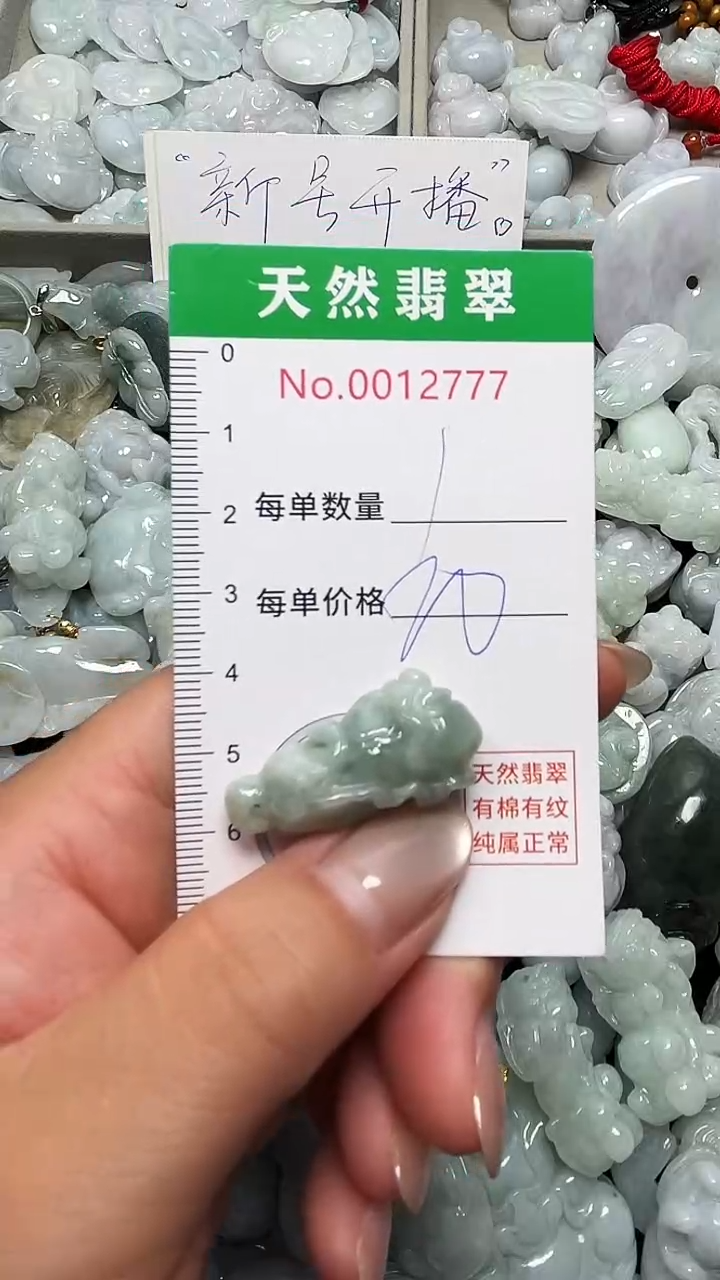 “新号开播”
天然翡翠
No.0012777
0
1
2
3
4
5
6
每单数量 1
每单价格
天然翡翠
有棉有纹
纯属正常